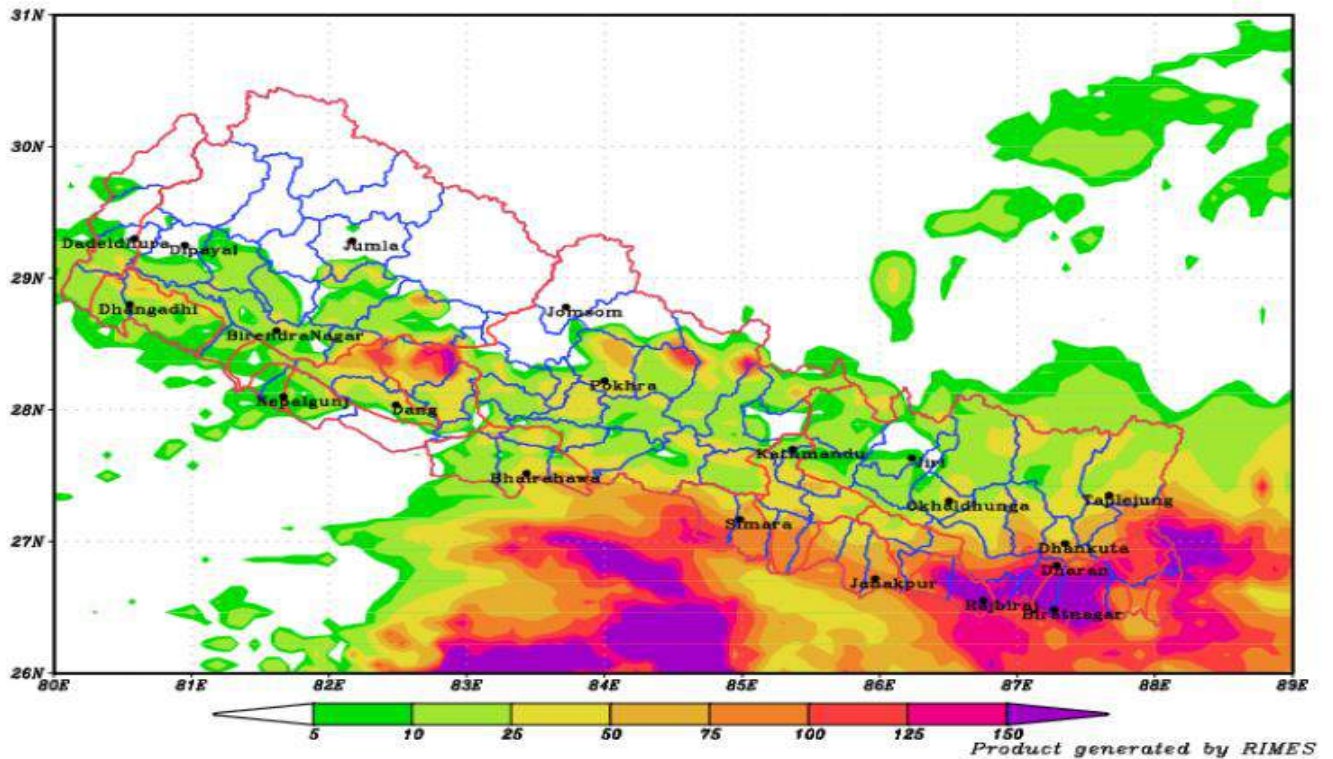 31N
30N
29N
28N
27N
26N
80E 81E 82E 83E 84E 85E 86E 87E 88E 89E
Dadeldhura
Dipayal
Jumla
Dhangadhi
Jomsom
BirendraNagar
Pokhra
Nepalgunj
Dang
Kathmandu
Jiri
Bhairahawa
Okhaldhunga
Taplejung
Simara
Dhankuta
Dharan
Janakpur
Rajbiraj
Biratnagar
5 10 25 50 75 100 125 150
Product generated by RIMES